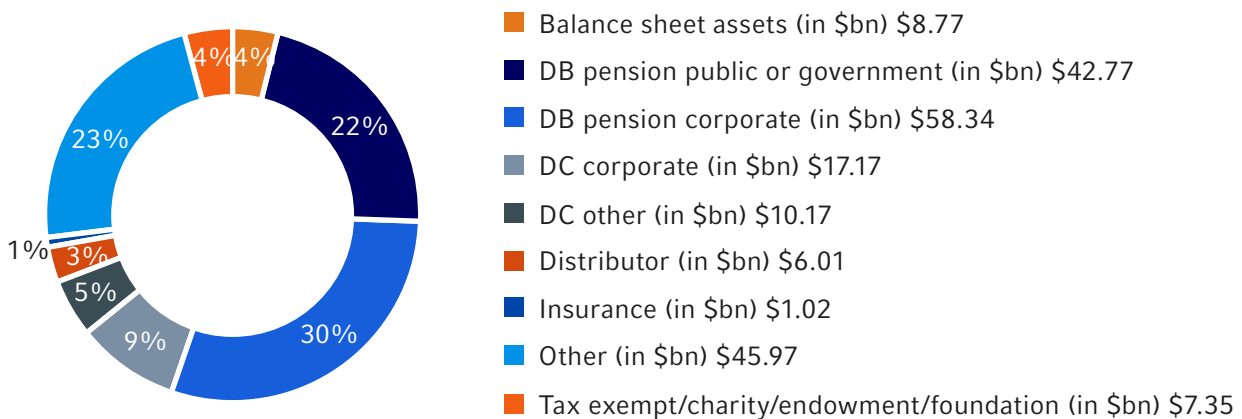 4%
4%
22%
23%
1%
3%
5%
9%
30%
Balance sheet assets (in $bn) $8.77
DB pension public or government (in $bn) $42.77
DB pension corporate (in $bn) $58.34
DC corporate (in $bn) $17.17
DC other (in $bn) $10.17
Distributor (in $bn) $6.01
Insurance (in $bn) $1.02
Other (in $bn) $45.97
Tax exempt/charity/endowment/foundation (in $bn) $7.35